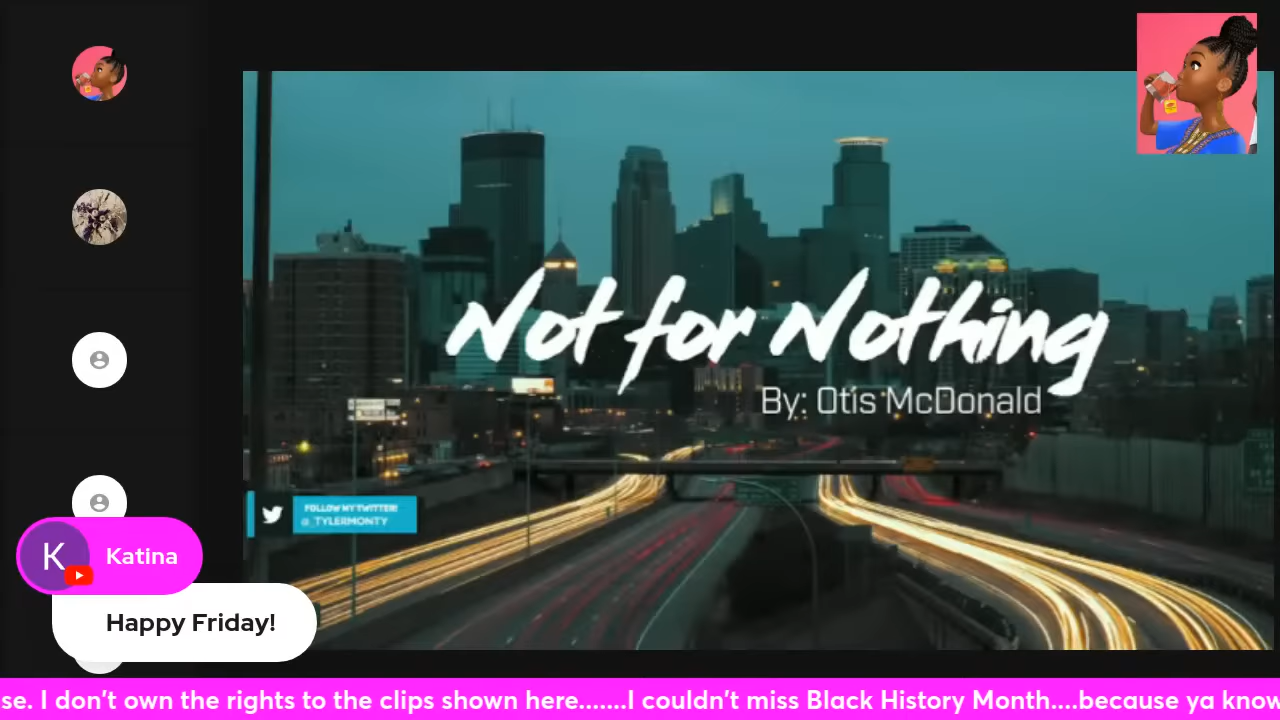 Not for Nothing
By: Otis McDonald
FOLLOW MY TWITTER!
@_TYLERMONTY
K
Katina
Happy Friday!
se. I don't own the rights to the clips shown here.......I couldn't miss Black History Month....because ya know